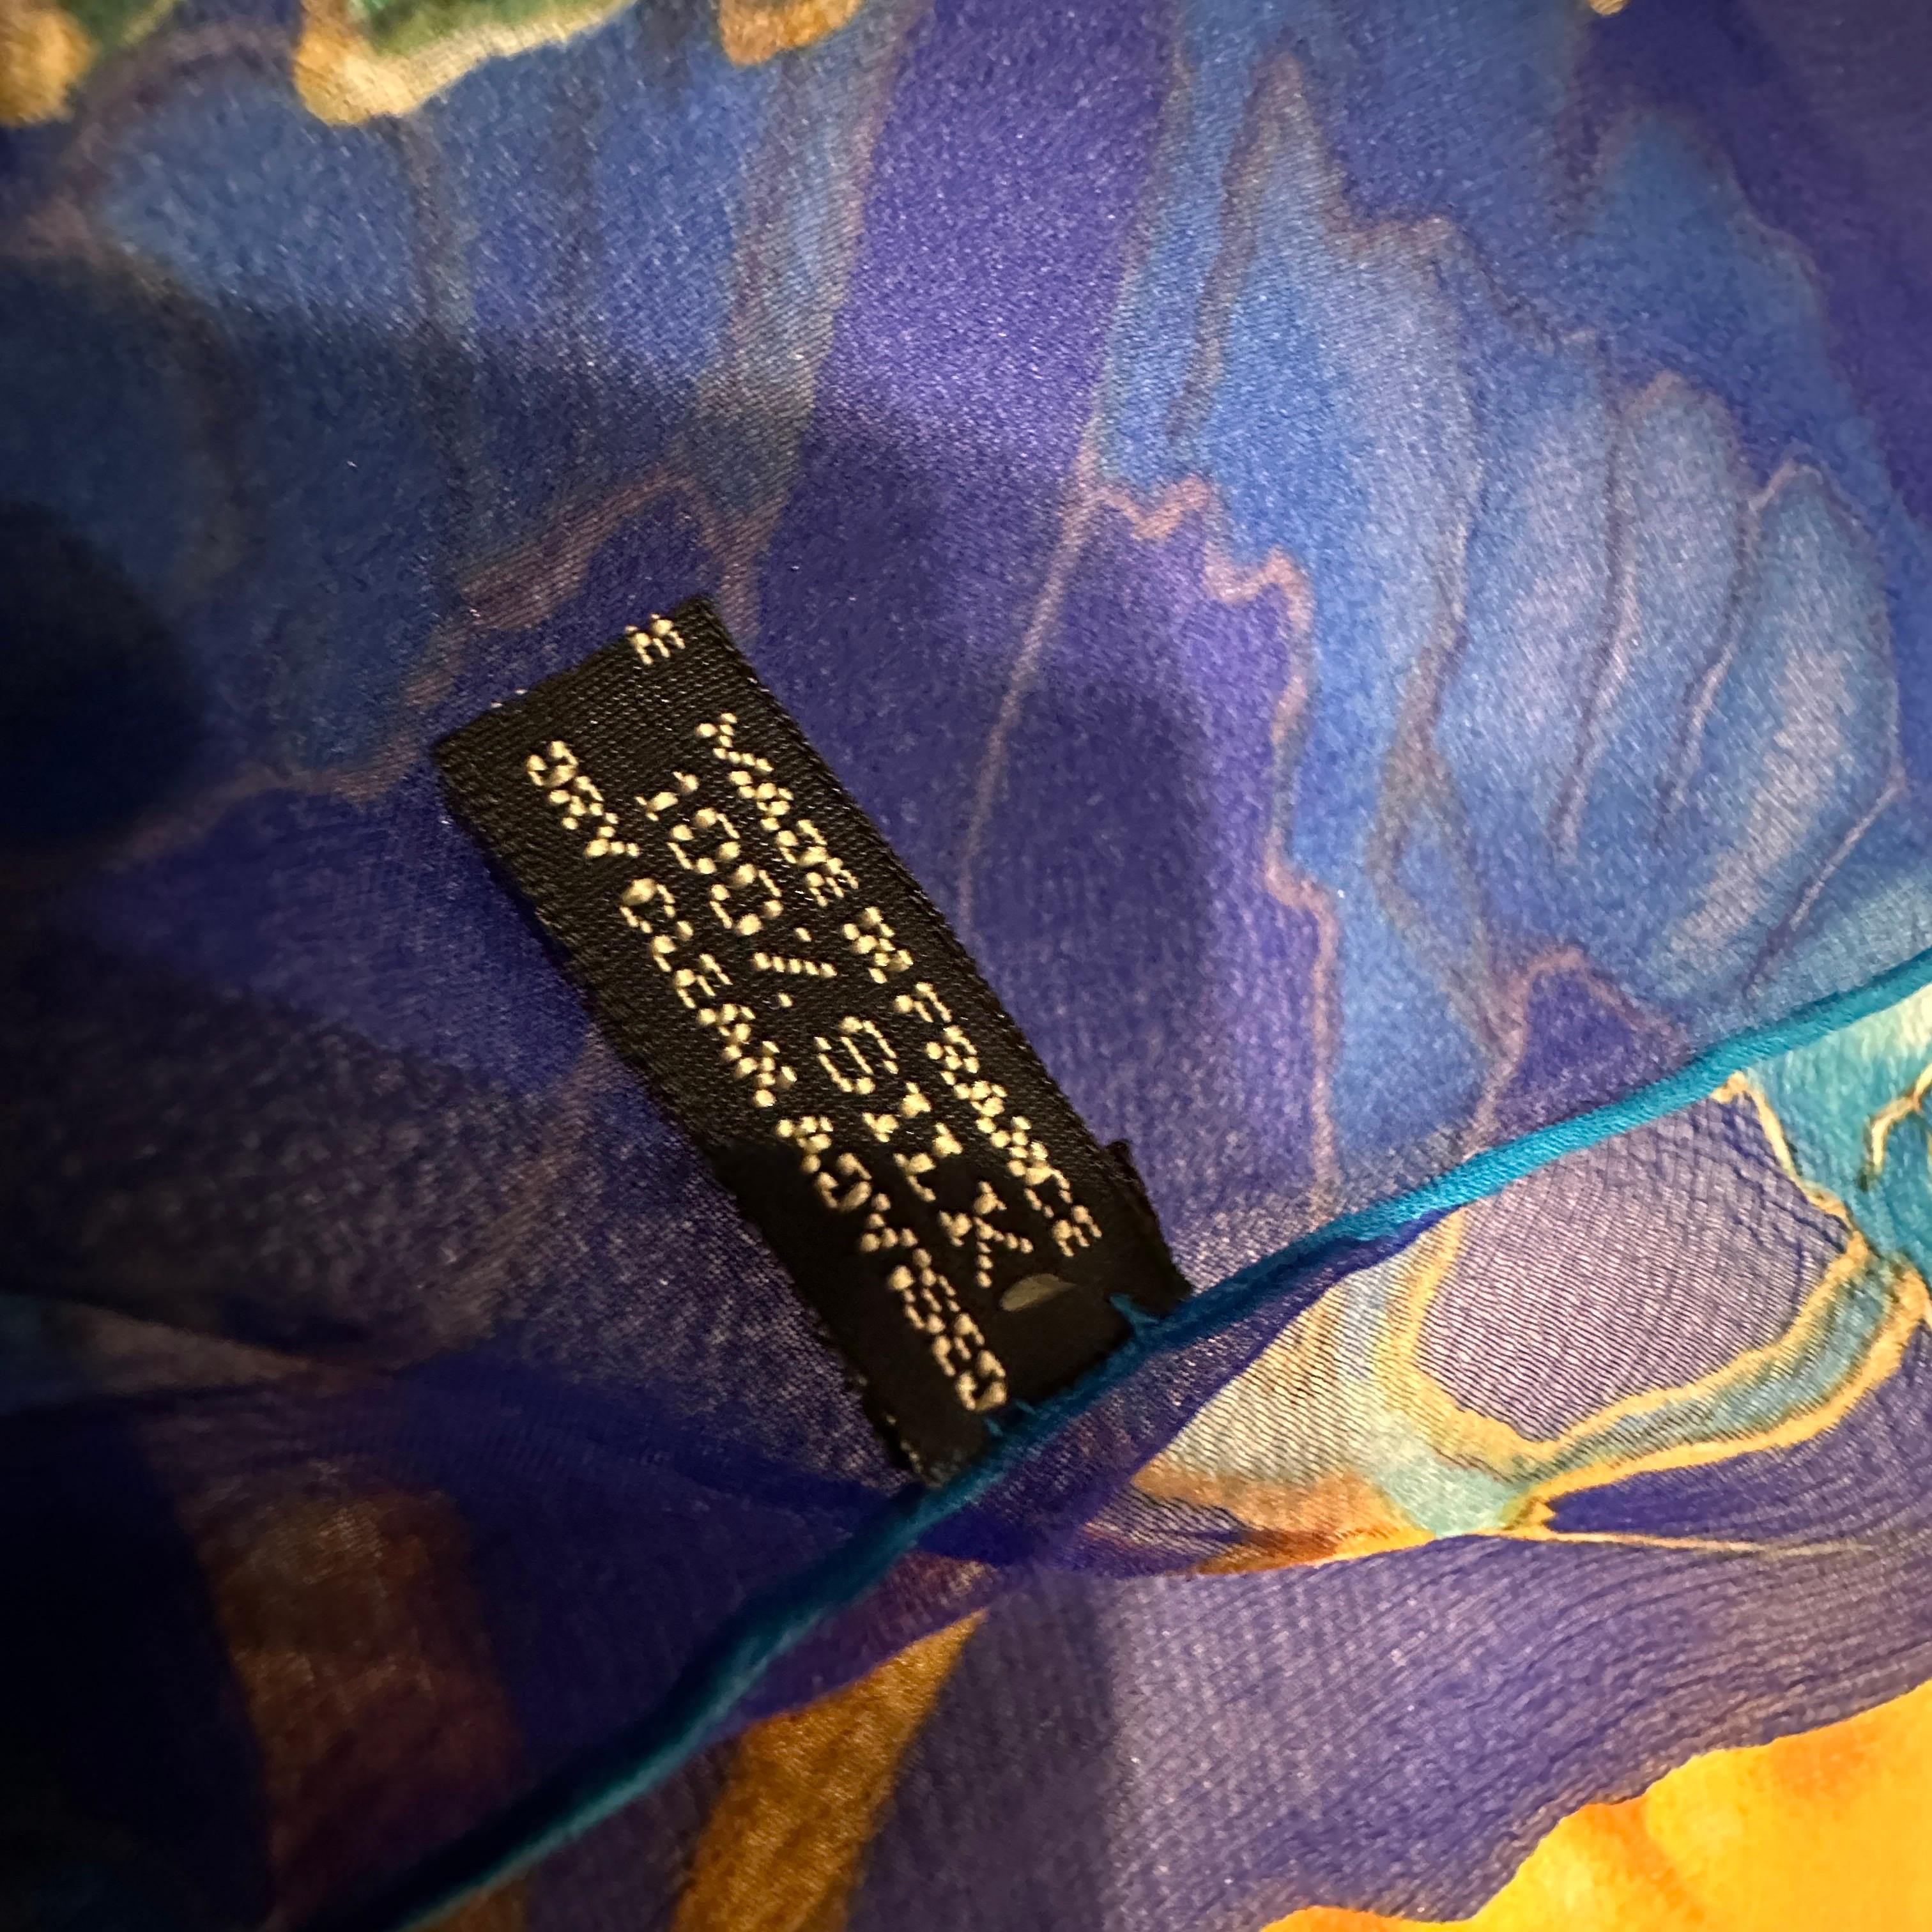 MADE IN FRANCE
100% SILK
DRY CLEAN ADVISED